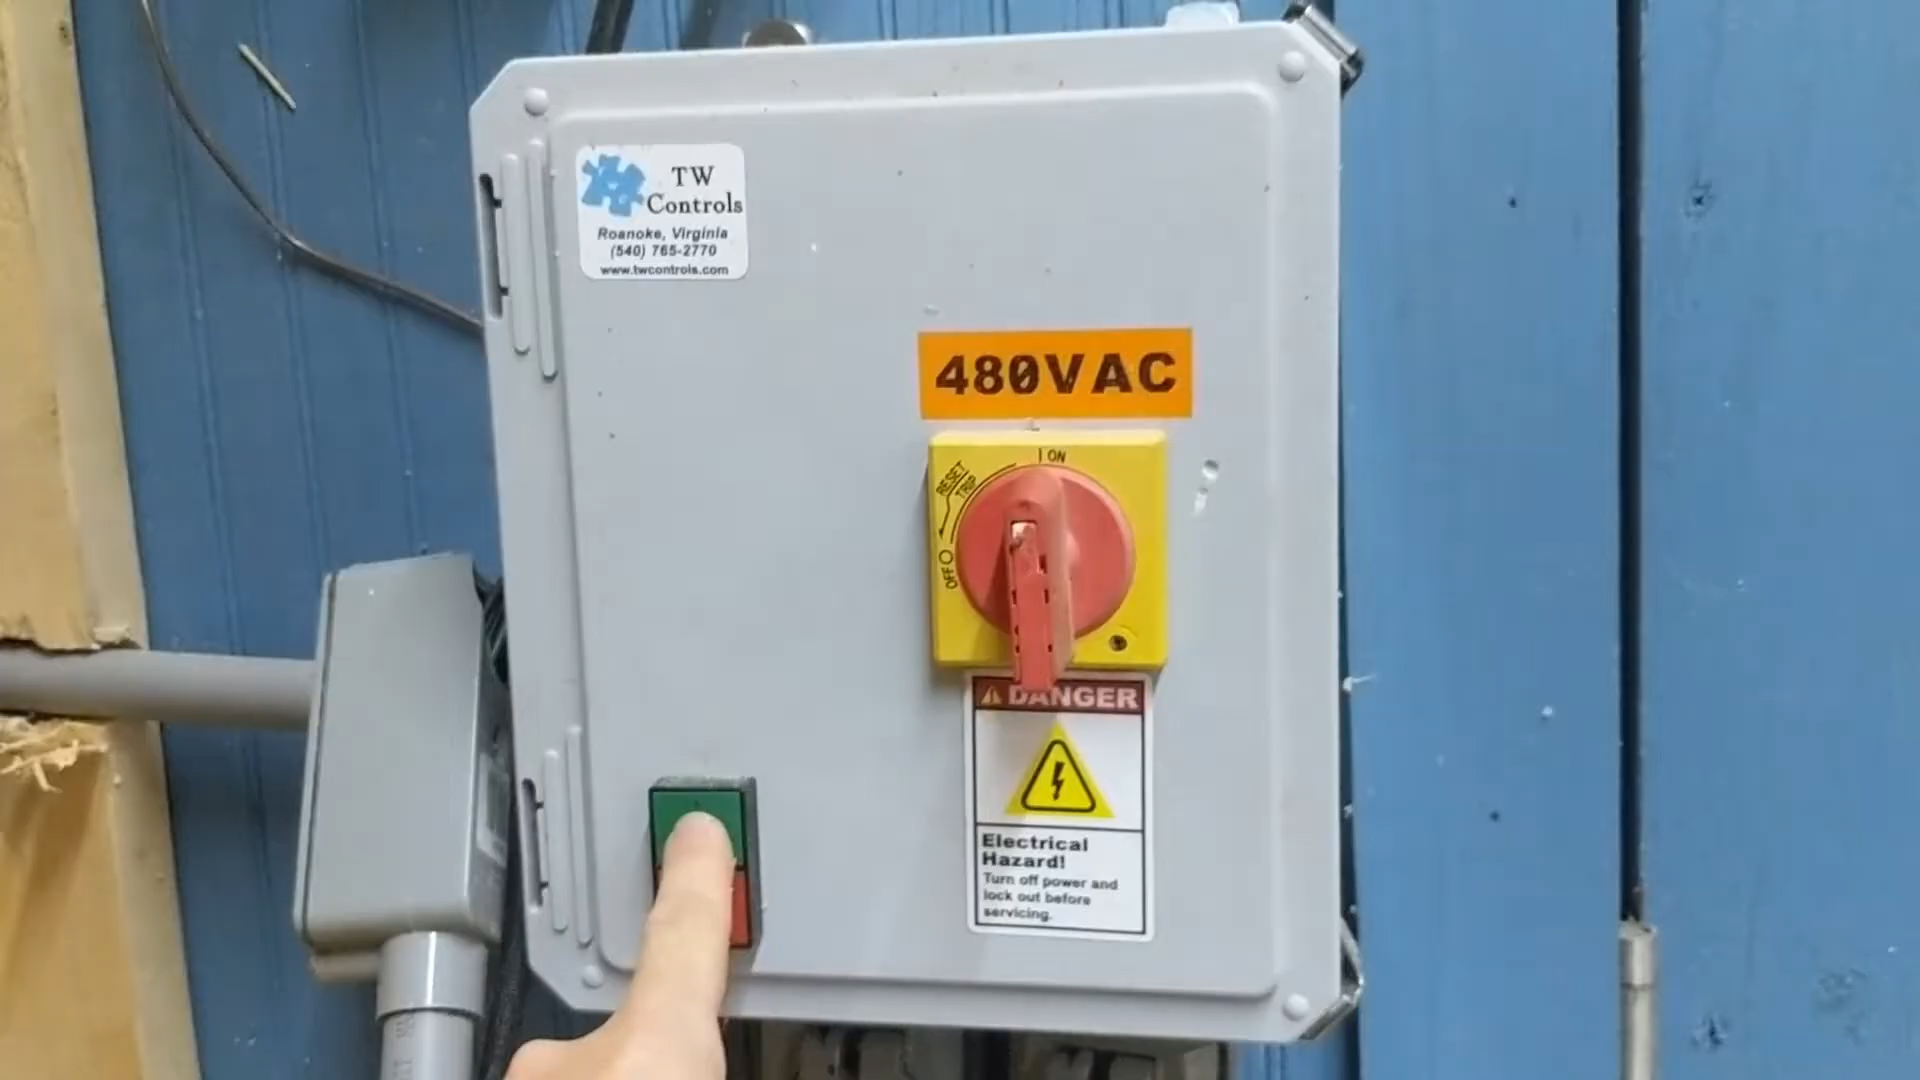 TW
Controls
Roanoke, Virginia
(540) 765-2770
www.twcontrols.com
480VAC
ON
RESET
TRIP
OFF
DANGER
Electrical
Hazard!
Turn off power and
lock out before
servicing.